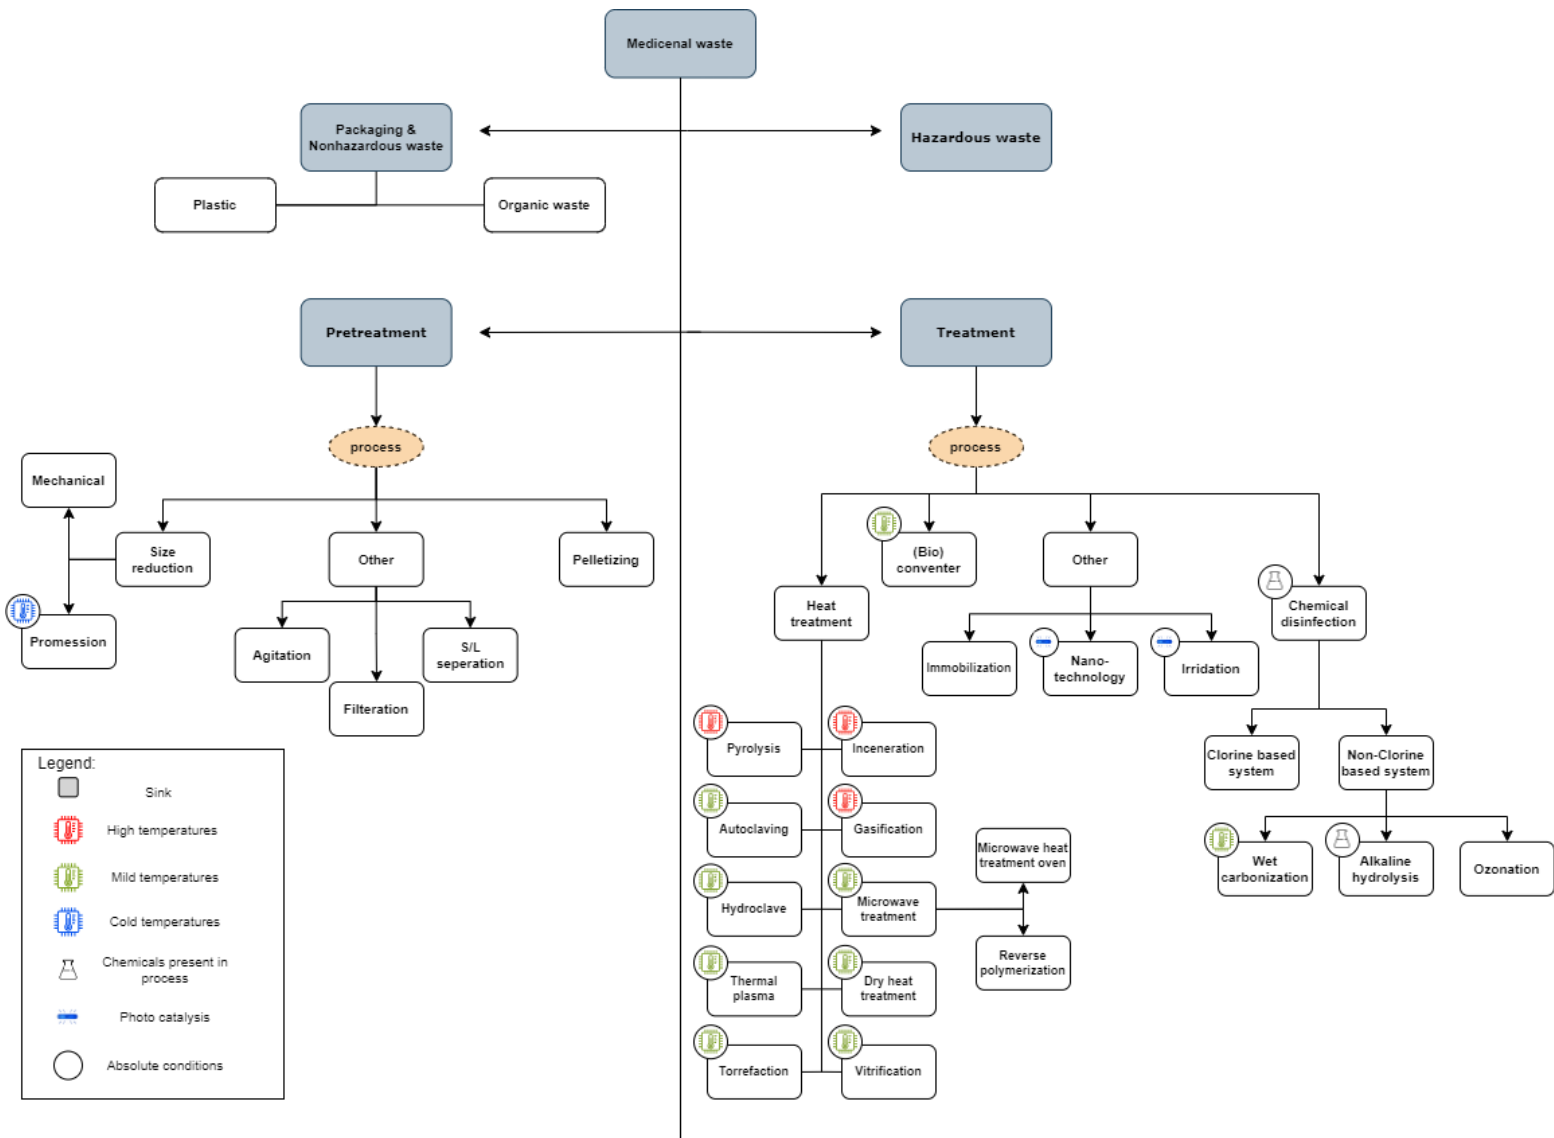 Medicenal waste
Packaging &
Nonhazardous waste
Hazardous waste
Plastic
Organic waste
Pretreatment
Treatment
process
process
Mechanical
Size
reduction
Other
Pelletizing
Promession
Agitation
S/L
seperation
Filteration
(Bio)
conventer
Other
Heat
treatment
Chemical
disinfection
Immobilization
Nano-
technology
Irridation
Pyrolysis
Inceneration
Clorine based
system
Non-Clorine
based system
Autoclaving
Gasification
Microwave heat
treatment oven
Wet
carbonization
Alkaline
hydrolysis
Ozonation
Hydroclave
Microwave
treatment
Reverse
polymerization
Thermal
plasma
Dry heat
treatment
Torrefaction
Vitrification
Legend:
Sink
High temperatures
Mild temperatures
Cold temperatures
Chemicals present in
process
Photo catalysis
Absolute conditions